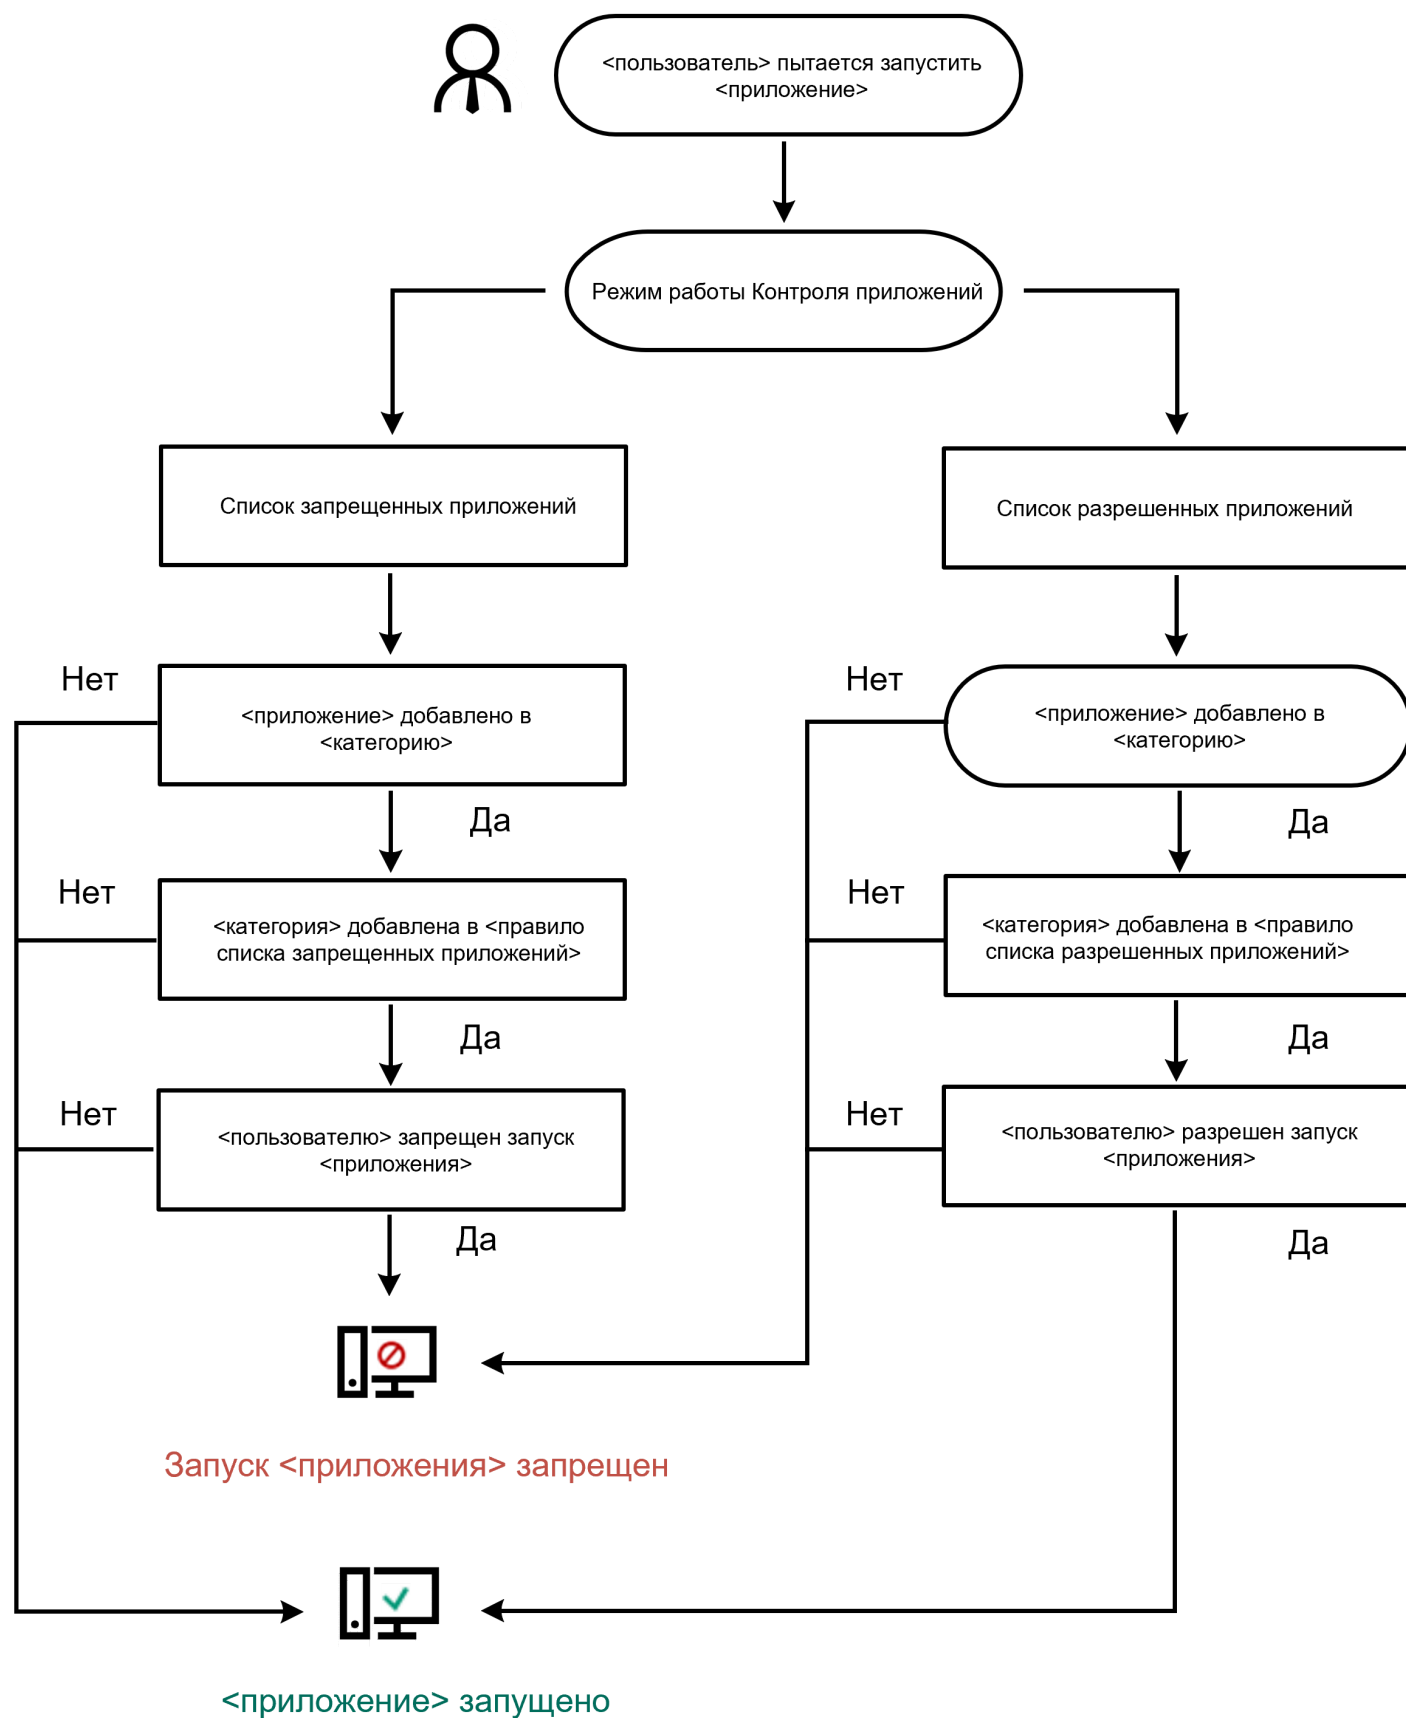 <пользователь> пытается запустить
<приложение>
Режим работы Контроля приложений
Список запрещенных приложений
Список разрешенных приложений
Нет
<приложение> добавлено в
<категорию>
Нет
<приложение> добавлено в
<категорию>
Да
Да
Нет
<категория> добавлена в <правило
списка запрещенных приложений>
Нет
<категория> добавлена в <правило
списка разрешенных приложений>
Да
Да
Нет
<пользователю> запрещен запуск
<приложения>
Нет
<пользователю> разрешен запуск
<приложения>
Да
Да
Запуск <приложения> запрещен
<приложение> запущено